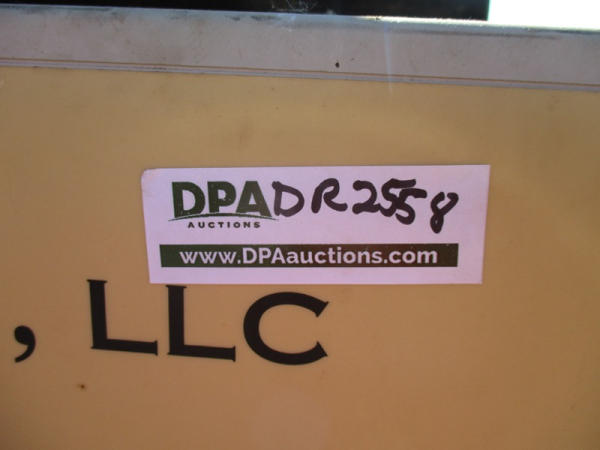 DPA DR2558
AUCTIONS
www.DPAauctions.com
, LLC